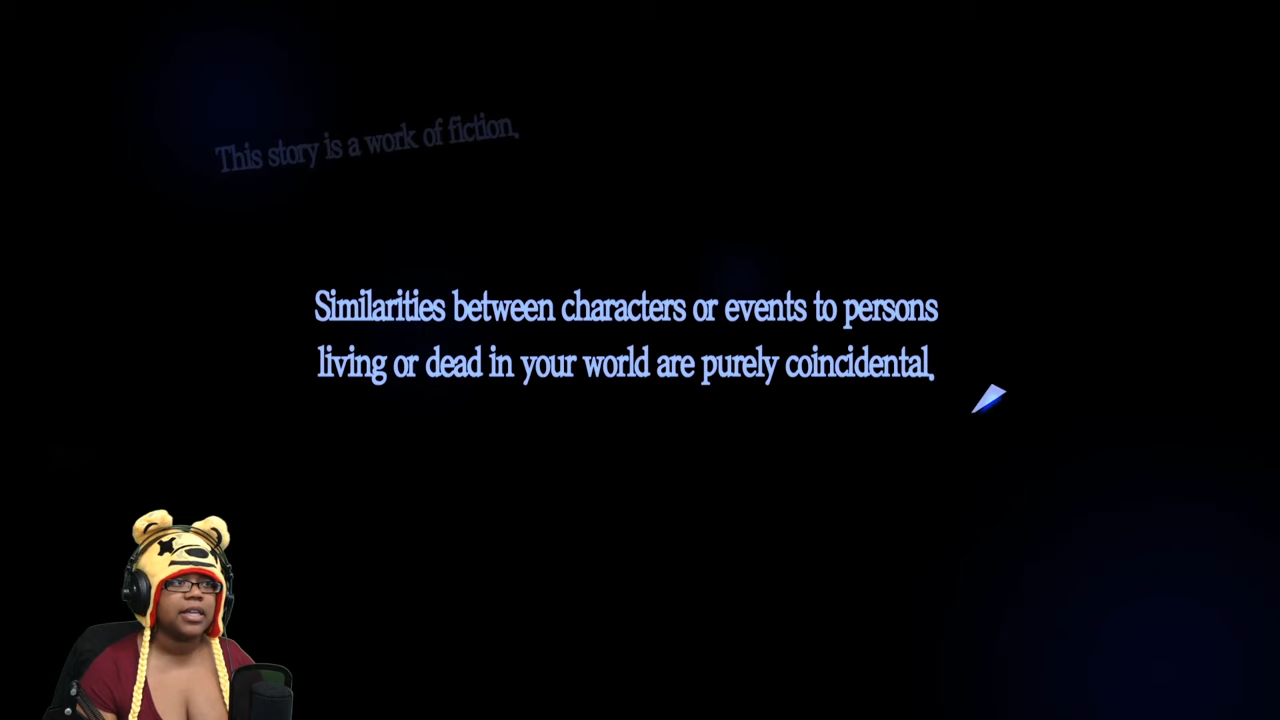 This story is a work of fiction.
Similarities between characters or events to persons
living or dead in your world are purely coincidental.